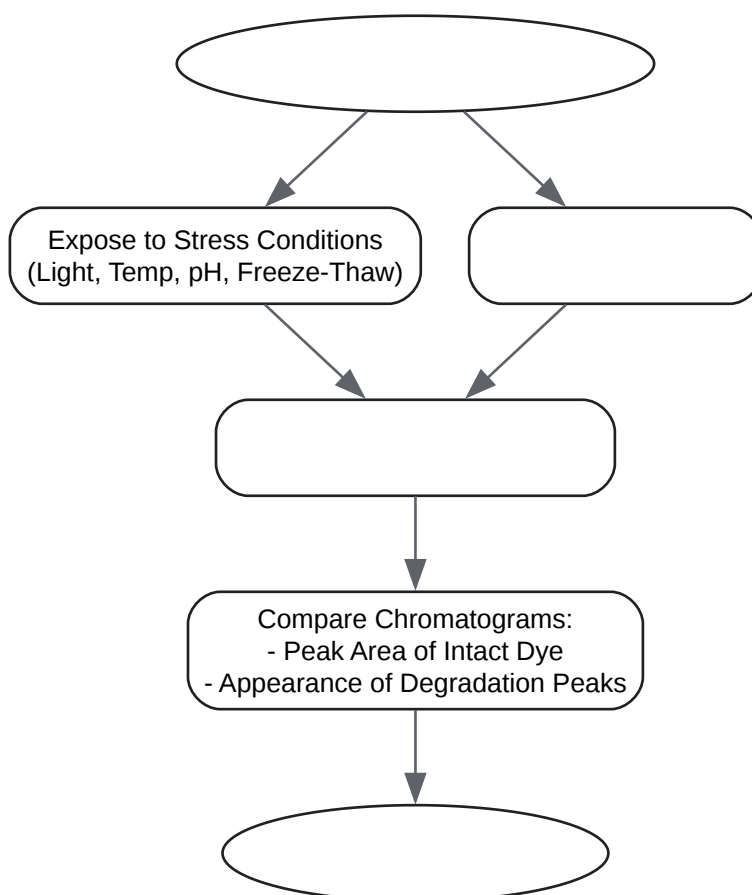 Expose to Stress Conditions
(Light, Temp, pH, Freeze-Thaw)
Compare Chromatograms:
- Peak Area of Intact Dye
- Appearance of Degradation Peaks